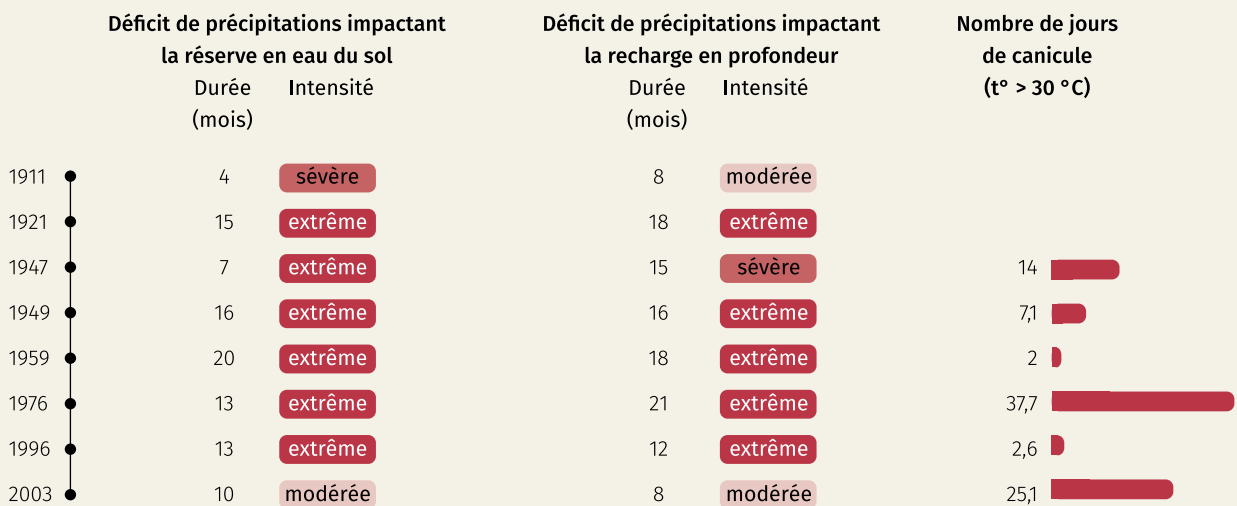 Déficit de précipitations impactant
la réserve en eau du sol
Durée
(mois)
Intensité
Déficit de précipitations impactant
la recharge en profondeur
Durée
(mois)
Intensité
Nombre de jours
de canicule
(t° > 30 °C)
1911 4 sévère 8 modérée
1921 15 extrême 18 extrême
1947 7 extrême 15 sévère 14
1949 16 extrême 16 extrême 7,1
1959 20 extrême 18 extrême 2
1976 13 extrême 21 extrême 37,7
1996 13 extrême 12 extrême 2,6
2003 10 modérée 8 modérée 25,1